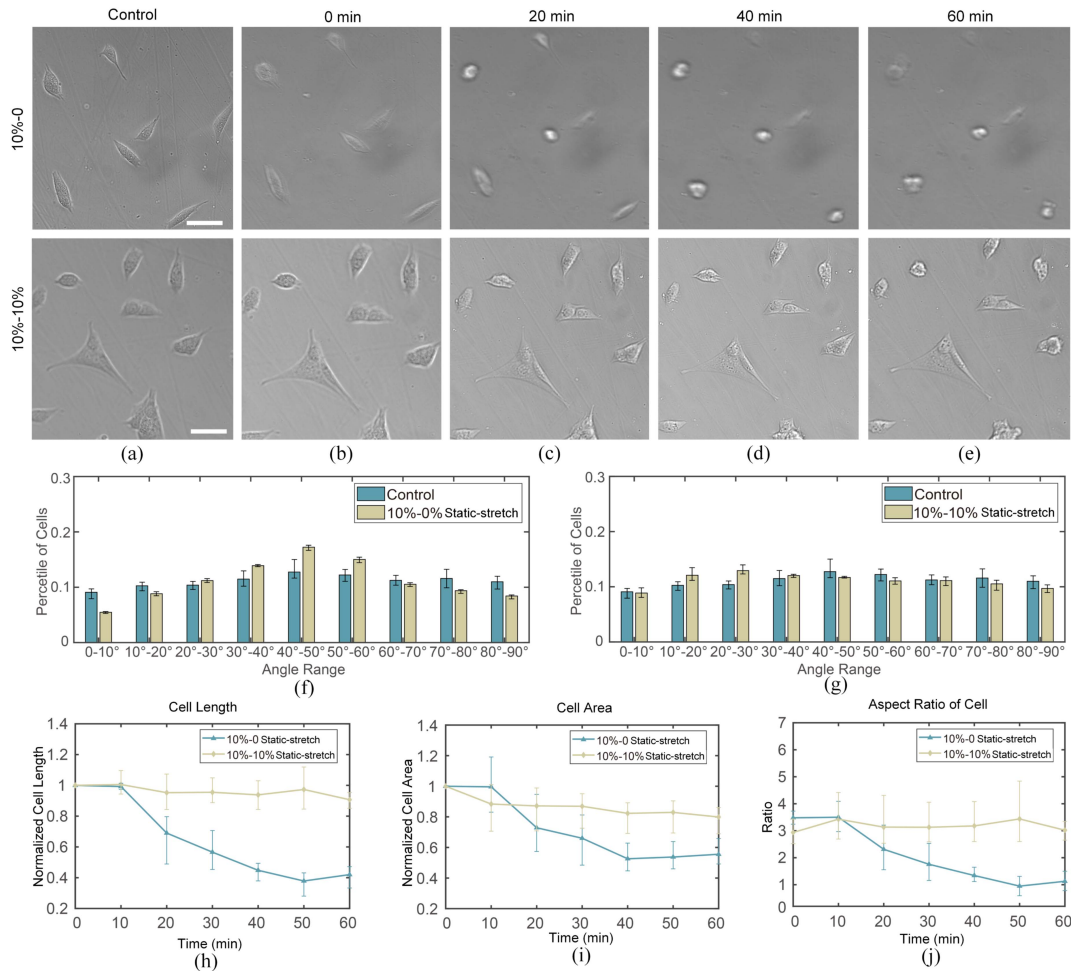 Control 0 min 20 min 40 min 60 min
10%-0
10%-10%
(a) (b) (c) (d) (e)
0.3
0.2
0.1
0
Percetile of Cells
Control
10%-0% Static-stretch
0-10° 10°-20° 20°-30° 30°-40° 40°-50° 50°-60° 60°-70° 70°-80° 80°-90°
Angle Range
(f)
0.3
0.2
0.1
0
Percetile of Cells
Control
10%-10% Static-stretch
0-10° 10°-20° 20°-30° 30°-40° 40°-50° 50°-60° 60°-70° 70°-80° 80°-90°
Angle Range
(g)
Cell Length
1.4
1.2
1
0.8
0.6
0.4
0.2
Normalized Cell Length
10%-0 Static-stretch
10%-10% Static-stretch
0 10 20 30 40 50 60
Time (min)
(h)
Cell Area
1.4
1.2
1
0.8
0.6
0.4
0.2
Normalized Cell Area
10%-0 Static-stretch
10%-10% Static-stretch
0 10 20 30 40 50 60
Time (min)
(i)
Aspect Ratio of Cell
7
6
5
4
3
2
1
0
Ratio
10%-0 Static-stretch
10%-10% Static-stretch
0 10 20 30 40 50 60
Time (min)
(j)